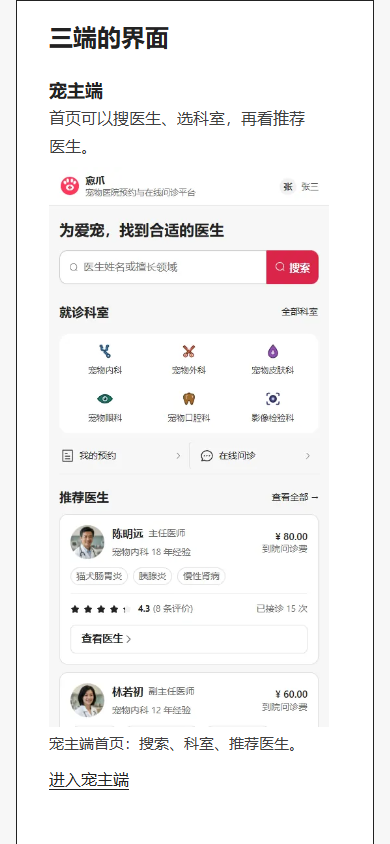 三端的界面
宠主端
首页可以搜医生、选科室，再看推荐
医生。
愈爪
宠物医院预约与在线问诊平台
张 张三
为爱宠，找到合适的医生
医生姓名或擅长领域 搜索
就诊科室 全部科室
宠物内科 宠物外科 宠物皮肤科
宠物眼科 宠物口腔科 影像检验科
我的预约 在线问诊
推荐医生 查看全部 →
陈明远 主任医师 ¥ 80.00
宠物内科 18 年经验 到院问诊费
猫犬肠胃炎 胰腺炎 慢性肾病
4.3 (8 条评价) 已接诊 15 次
查看医生
林若初 副主任医师 ¥ 60.00
宠物内科 12 年经验 到院问诊费
宠主端首页：搜索、科室、推荐医生。
进入宠主端